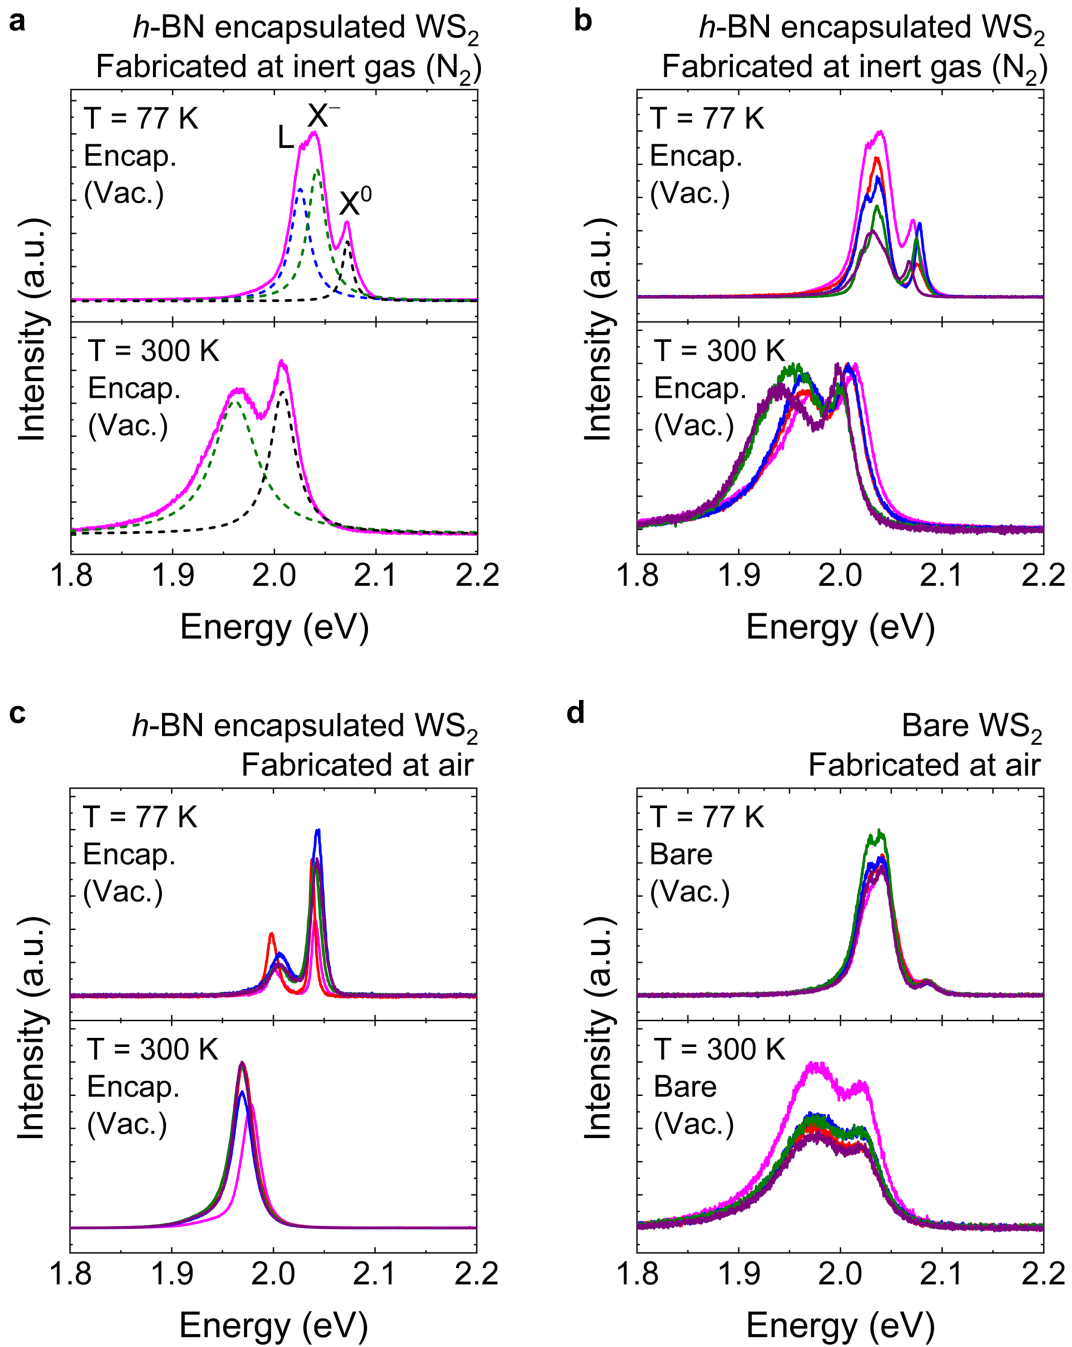 a
h-BN encapsulated WS₂
Fabricated at inert gas (N₂)
T = 77 K
Encap.
(Vac.)
L
X⁻
X⁰
T = 300 K
Encap.
(Vac.)
Intensity (a.u.)
1.8 1.9 2.0 2.1 2.2
Energy (eV)
b
h-BN encapsulated WS₂
Fabricated at inert gas (N₂)
T = 77 K
Encap.
(Vac.)
T = 300 K
Encap.
(Vac.)
Intensity (a.u.)
1.8 1.9 2.0 2.1 2.2
Energy (eV)
c
h-BN encapsulated WS₂
Fabricated at air
T = 77 K
Encap.
(Vac.)
T = 300 K
Encap.
(Vac.)
Intensity (a.u.)
1.8 1.9 2.0 2.1 2.2
Energy (eV)
d
Bare WS₂
Fabricated at air
T = 77 K
Bare
(Vac.)
T = 300 K
Bare
(Vac.)
Intensity (a.u.)
1.8 1.9 2.0 2.1 2.2
Energy (eV)